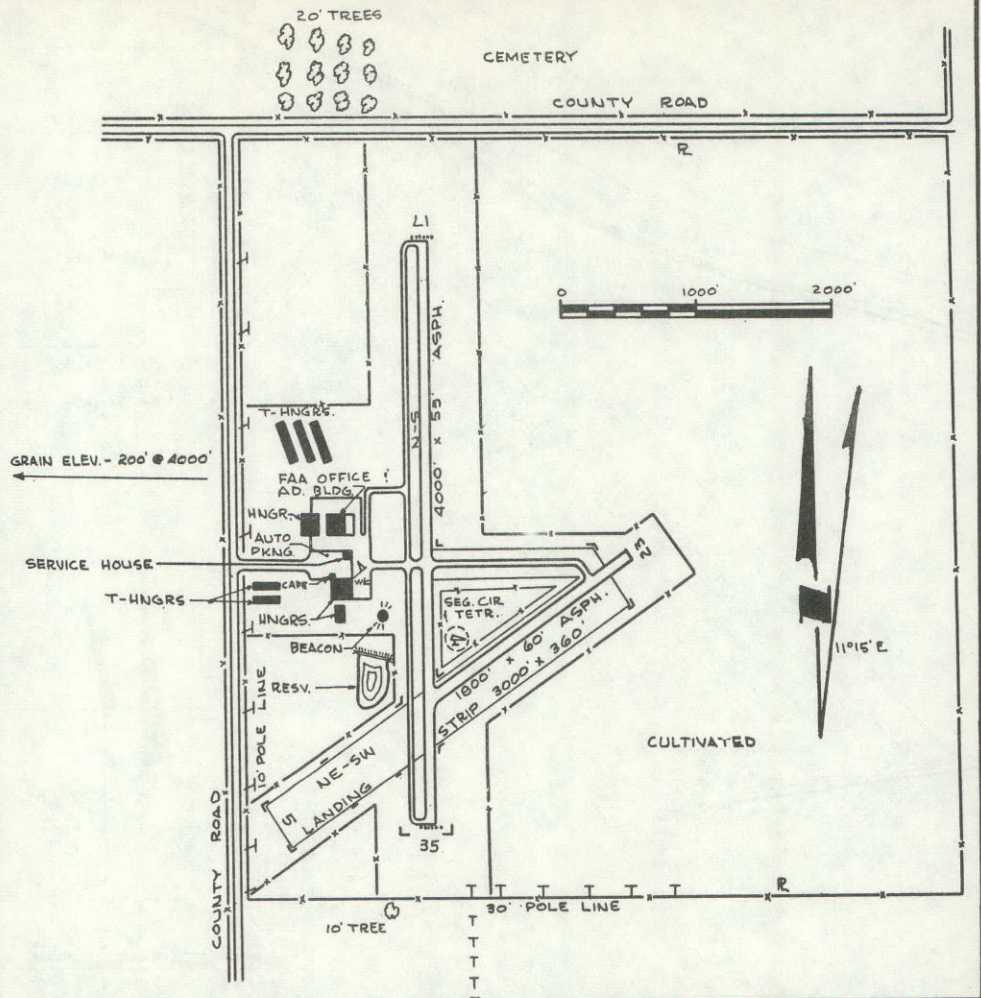 20' TREES
CEMETERY
COUNTY ROAD
P
17
0 1000' 2000'
N-S
4000' x 55' ASPH.
T-HNGRS.
GRAIN ELEV. - 200' @ 4000'
FAA OFFICE
AD. BLDG.
HNGR.
AUTO
PKNG.
SERVICE HOUSE
CAFE
T-HNGRS
HNGRS.
23
SEG. CIR
TETR.
4
BEACON
RESV.
1800' x 60' ASPH.
STRIP 3000' x 360'
NE-SW
LANDING
5
11°15' E
CULTIVATED
10' POLE LINE
COUNTY ROAD
35
P
30' POLE LINE
10' TREE